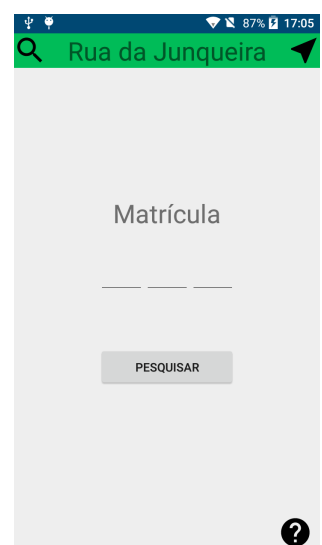 87% 17:05
Rua da Junqueira
Matrícula
PESQUISAR
?